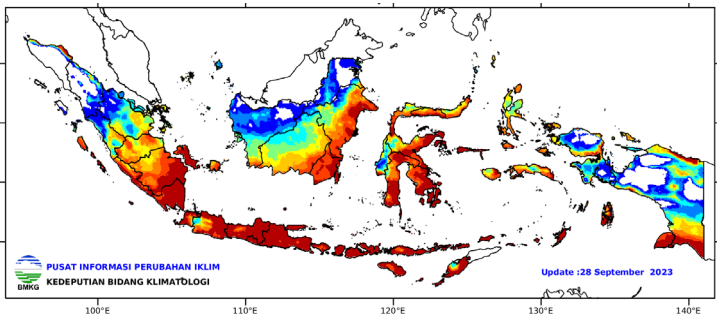 PUSAT INFORMASI PERUBAHAN IKLIM
KEDEPUTIAN BIDANG KLIMATOLOGI
BMKG
Update :28 September 2023
100°E
110°E
120°E
130°E
140°E